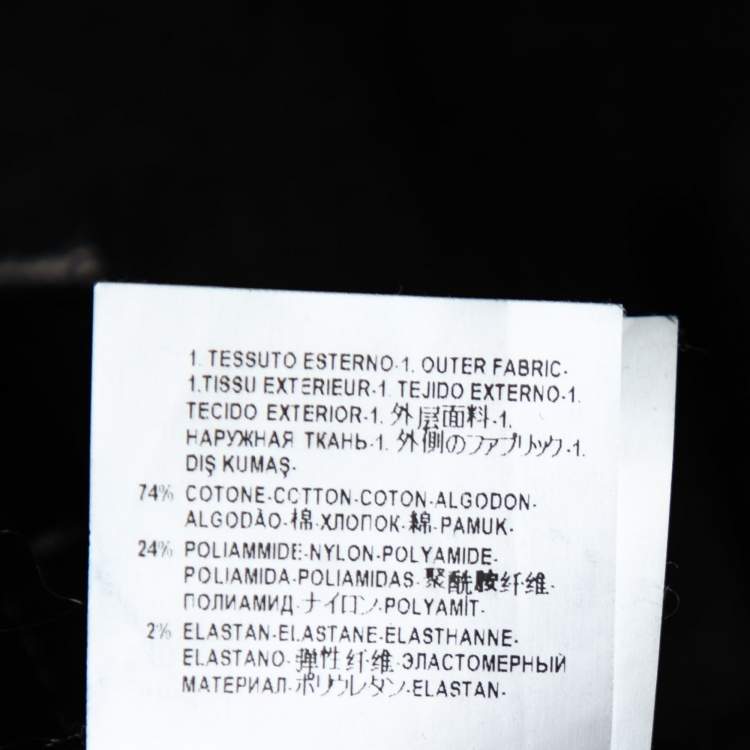 1. TESSUTO ESTERNO-1. OUTER FABRIC-
1.TISSU EXTERIEUR-1. TEJIDO EXTERNO-1.
TECIDO EXTERIOR-1. 外层面料-1.
НАРУЖНАЯ ТКАНЬ-1. 外側のファブリック-1.
DIŞ KUMAŞ-
74% COTONE-COTTON-COTON-ALGODON-
ALGODÃO-棉-ХЛОПОК-綿-PAMUK-
24% POLIAMMIDE-NYLON-POLYAMIDE-
POLIAMIDA-POLIAMIDAS-聚酰胺纤维-
ПОЛИАМИД-ナイロン-POLYAMIT-
2% ELASTAN-ELASTANE-ELASTHANNE-
ELASTANO-弹性纤维-ЭЛАСТОМЕРНЫЙ
МАТЕРИАЛ-ポリウレタン-ELASTAN-